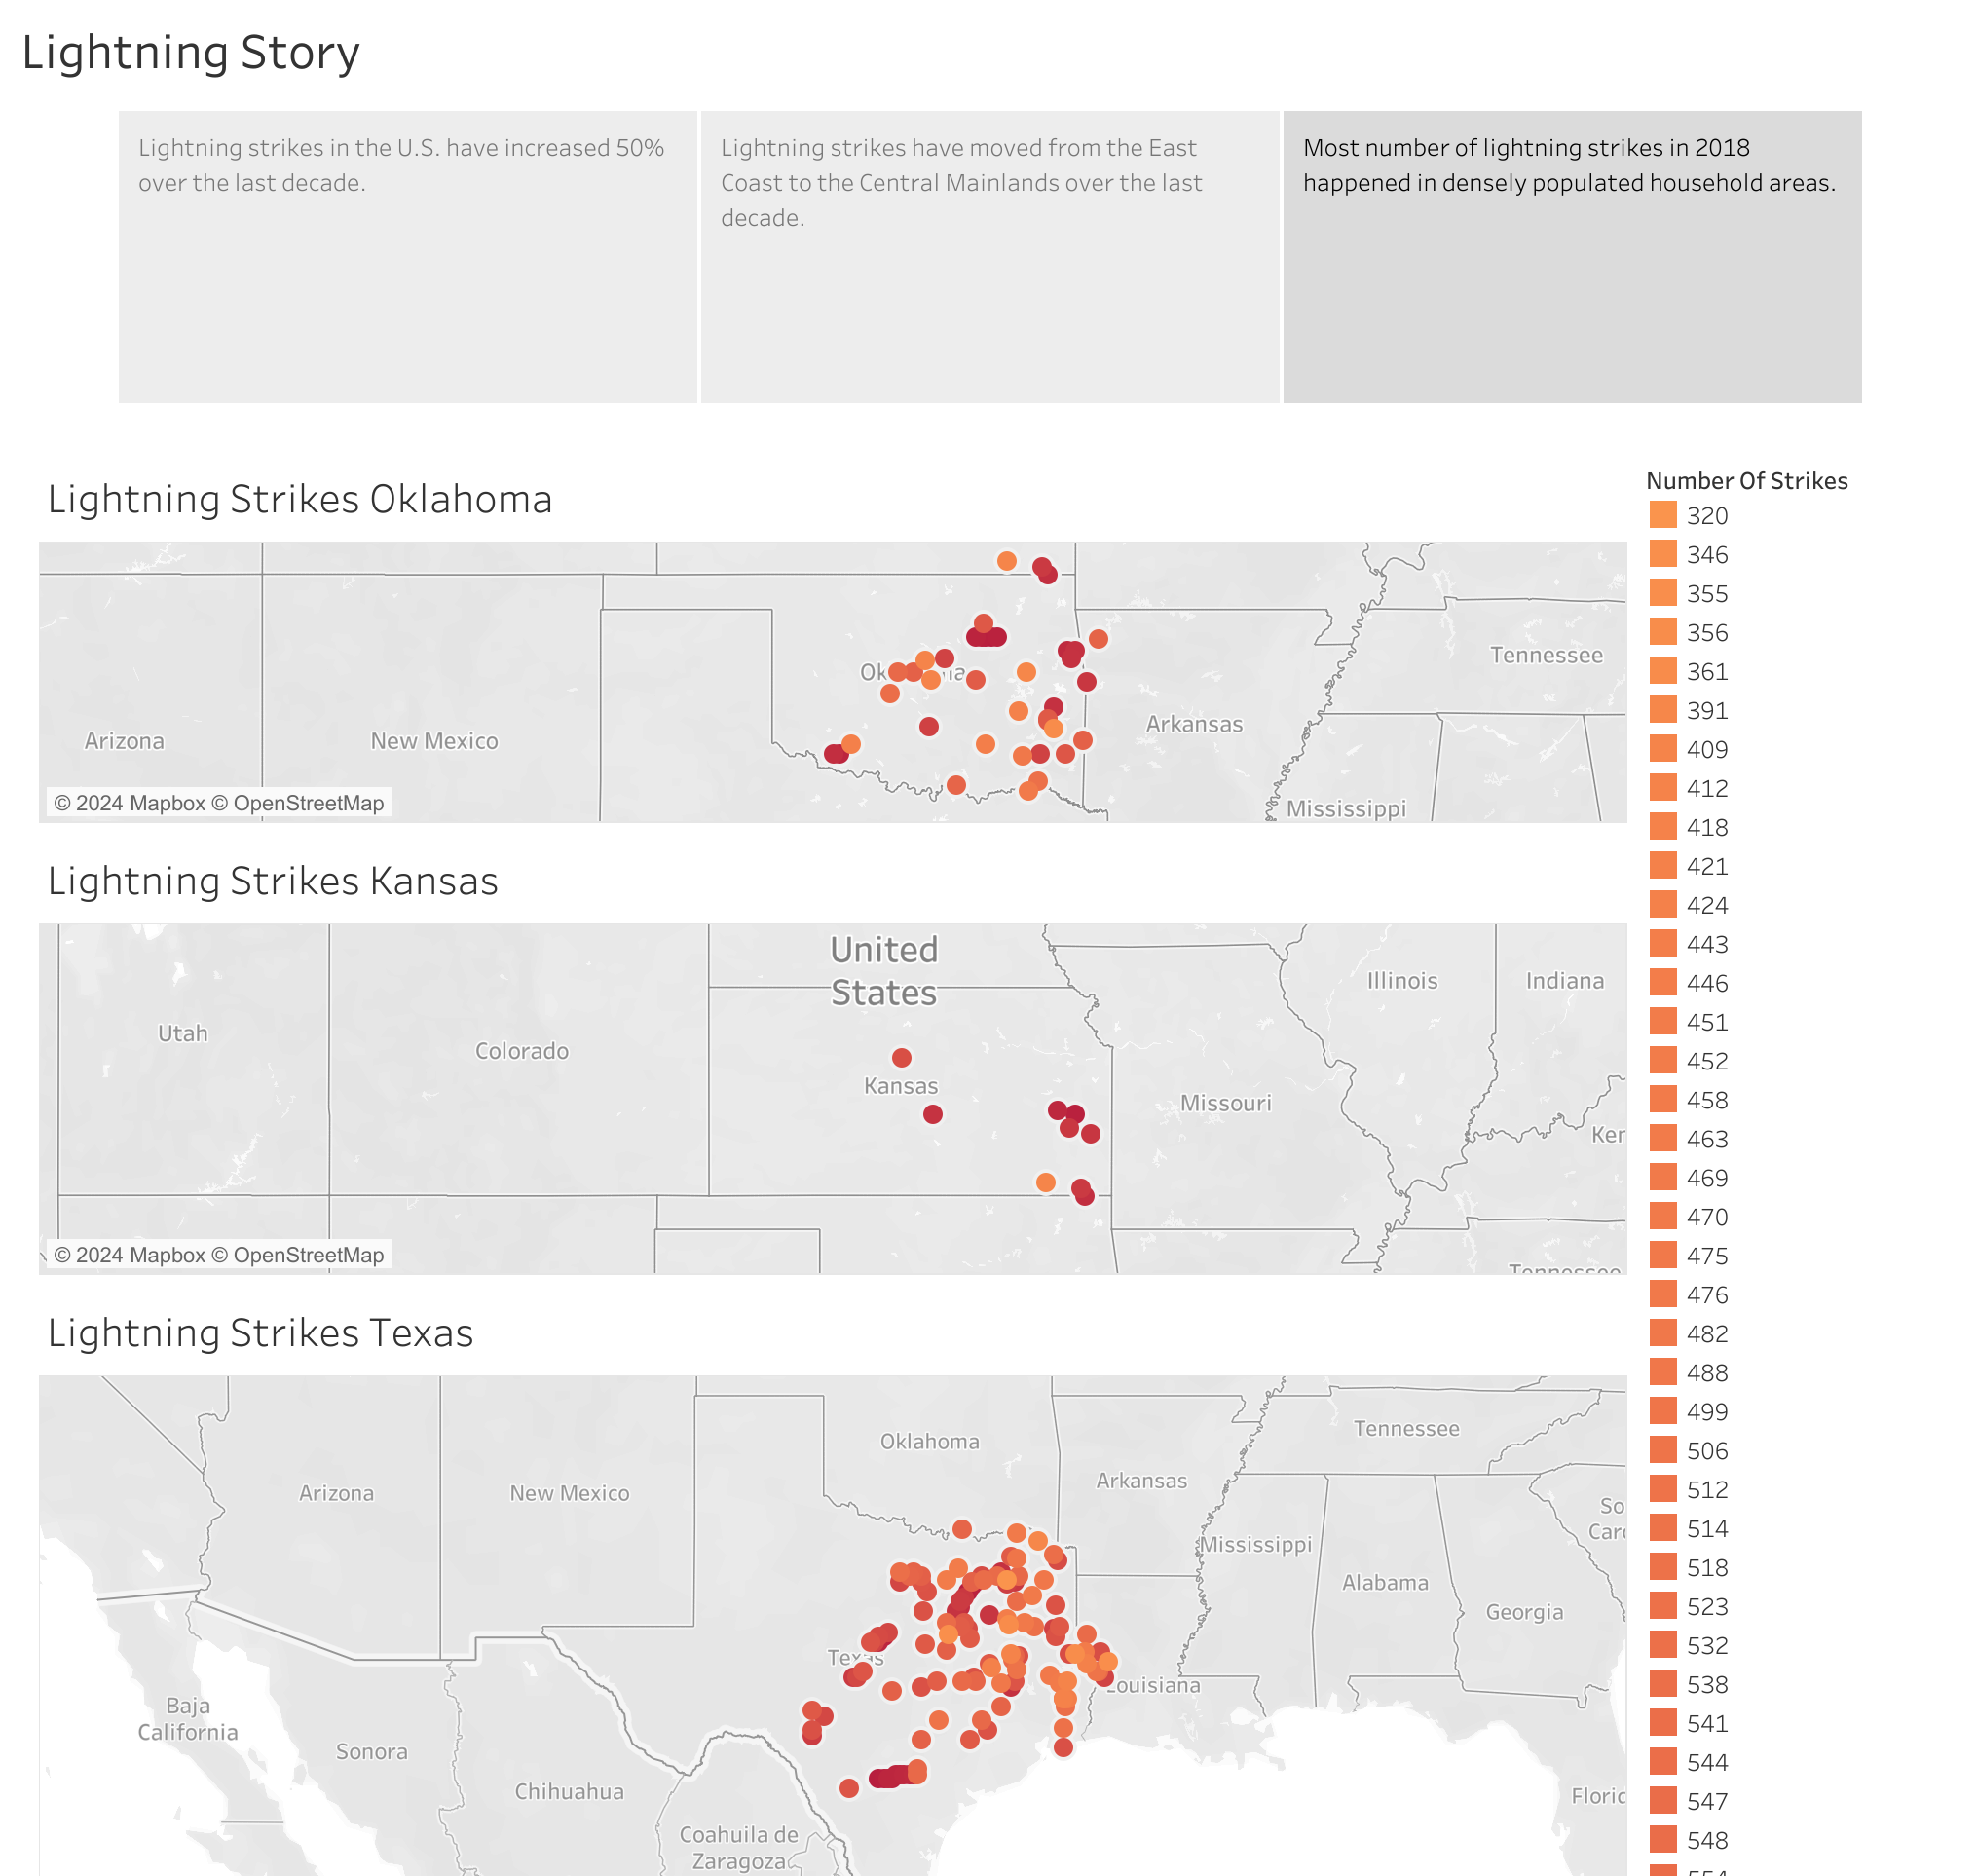 Lightning Story
Lightning strikes in the U.S. have increased 50%
over the last decade.
Lightning strikes have moved from the East
Coast to the Central Mainlands over the last
decade.
Most number of lightning strikes in 2018
happened in densely populated household areas.
Lightning Strikes Oklahoma
Arizona
New Mexico
Arkansas
Tennessee
Mississippi
© 2024 Mapbox © OpenStreetMap
Lightning Strikes Kansas
United
States
Utah
Colorado
Kansas
Missouri
Illinois
Indiana
© 2024 Mapbox © OpenStreetMap
Lightning Strikes Texas
Oklahoma
Tennessee
Arizona
New Mexico
Arkansas
Mississippi
Alabama
Georgia
Texas
Louisiana
Baja
California
Sonora
Chihuahua
Coahuila de
Zaragoza
Number Of Strikes
320
346
355
356
361
391
409
412
418
421
424
443
446
451
452
458
463
469
470
475
476
482
488
499
506
512
514
518
523
532
538
541
544
547
548